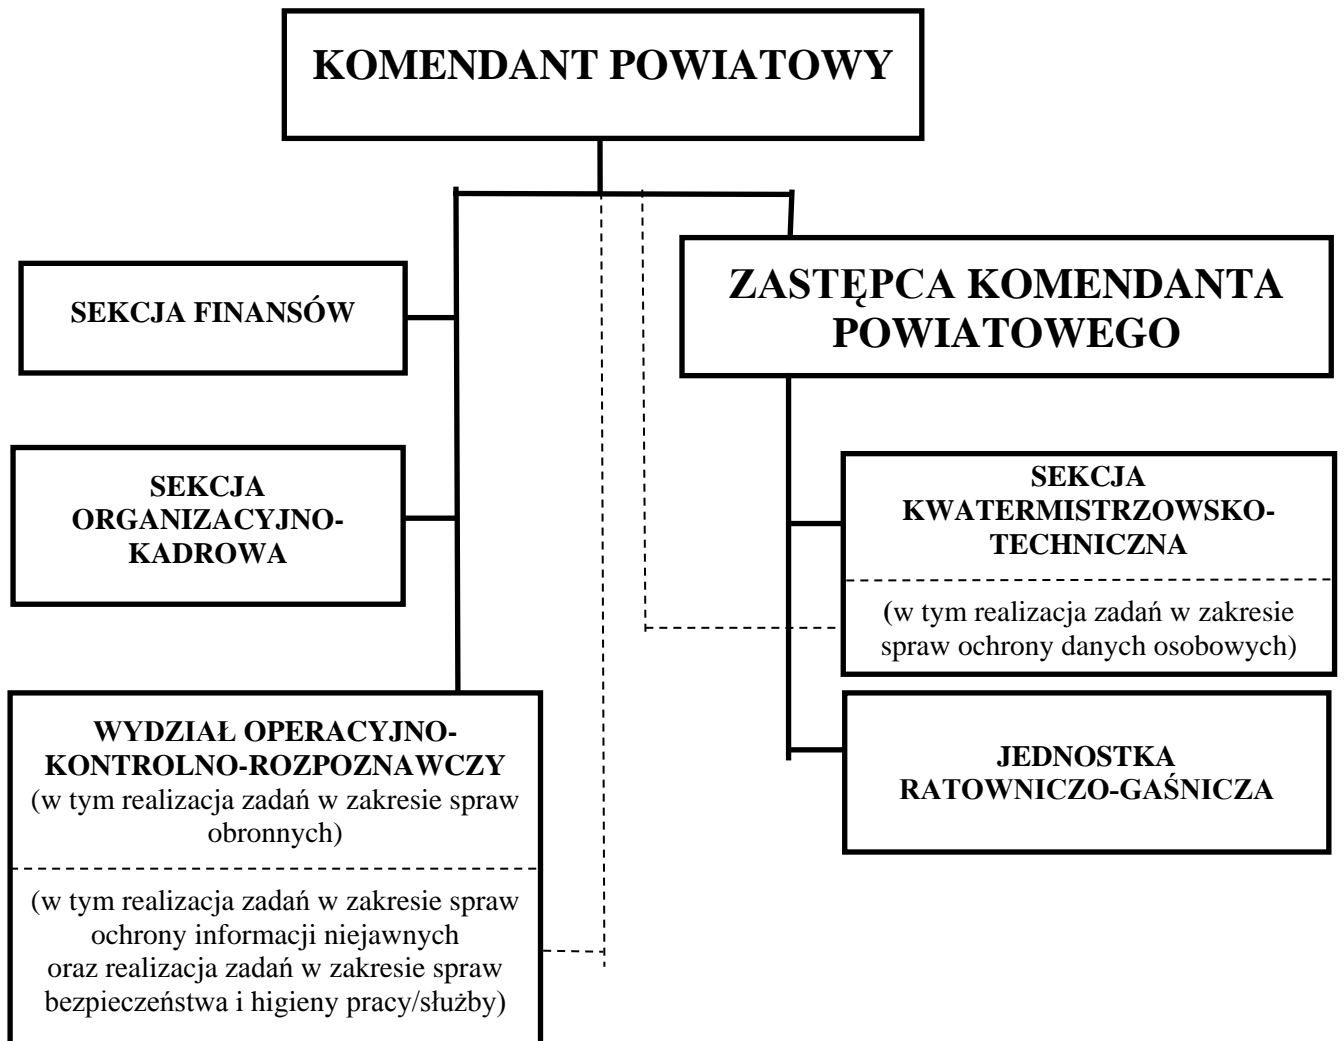 KOMENDANT POWIATOWY
ZASTĘPCA KOMENDANTA
POWIATOWEGO
SEKCJA FINANSÓW
SEKCJA
ORGANIZACYJNO-
KADROWA
SEKCJA
KWATERMISTRZOWSKO-
TECHNICZNA
(w tym realizacja zadań w zakresie
spraw ochrony danych osobowych)
WYDZIAŁ OPERACYJNO-
KONTROLNO-ROZPOZNAWCZY
(w tym realizacja zadań w zakresie spraw
obronnych)
(w tym realizacja zadań w zakresie spraw
ochrony informacji niejawnych
oraz realizacja zadań w zakresie spraw
bezpieczeństwa i higieny pracy/służby)
JEDNOSTKA
RATOWNICZO-GAŚNICZA